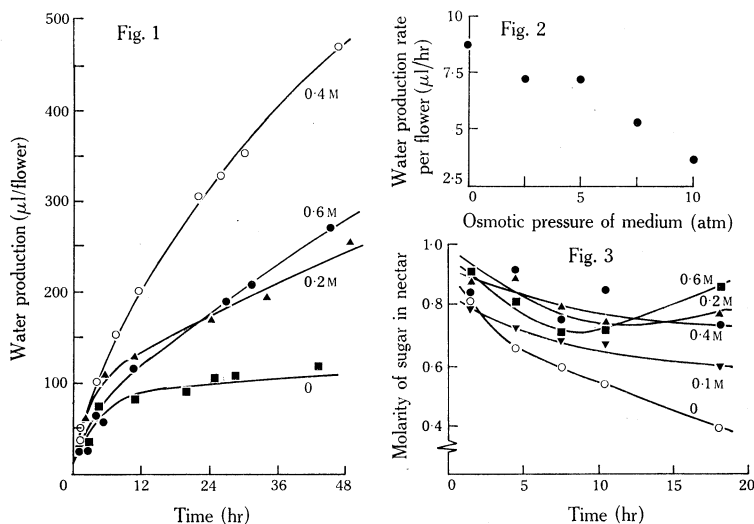 Fig. 1
500
400
300
200
100
0
12
24
36
48
Time (hr)
Water production (μl/flower)
0·4 M
0·6 M
0·2 M
0
Fig. 2
10
7·5
5
2·5
0
5
10
Osmotic pressure of medium (atm)
Water production rate
per flower (μl/hr)
Fig. 3
1·0
0·8
0·6
0·4
0
5
10
15
20
Time (hr)
Molarity of sugar in nectar
0·6 M
0·2 M
0·4 M
0·1 M
0